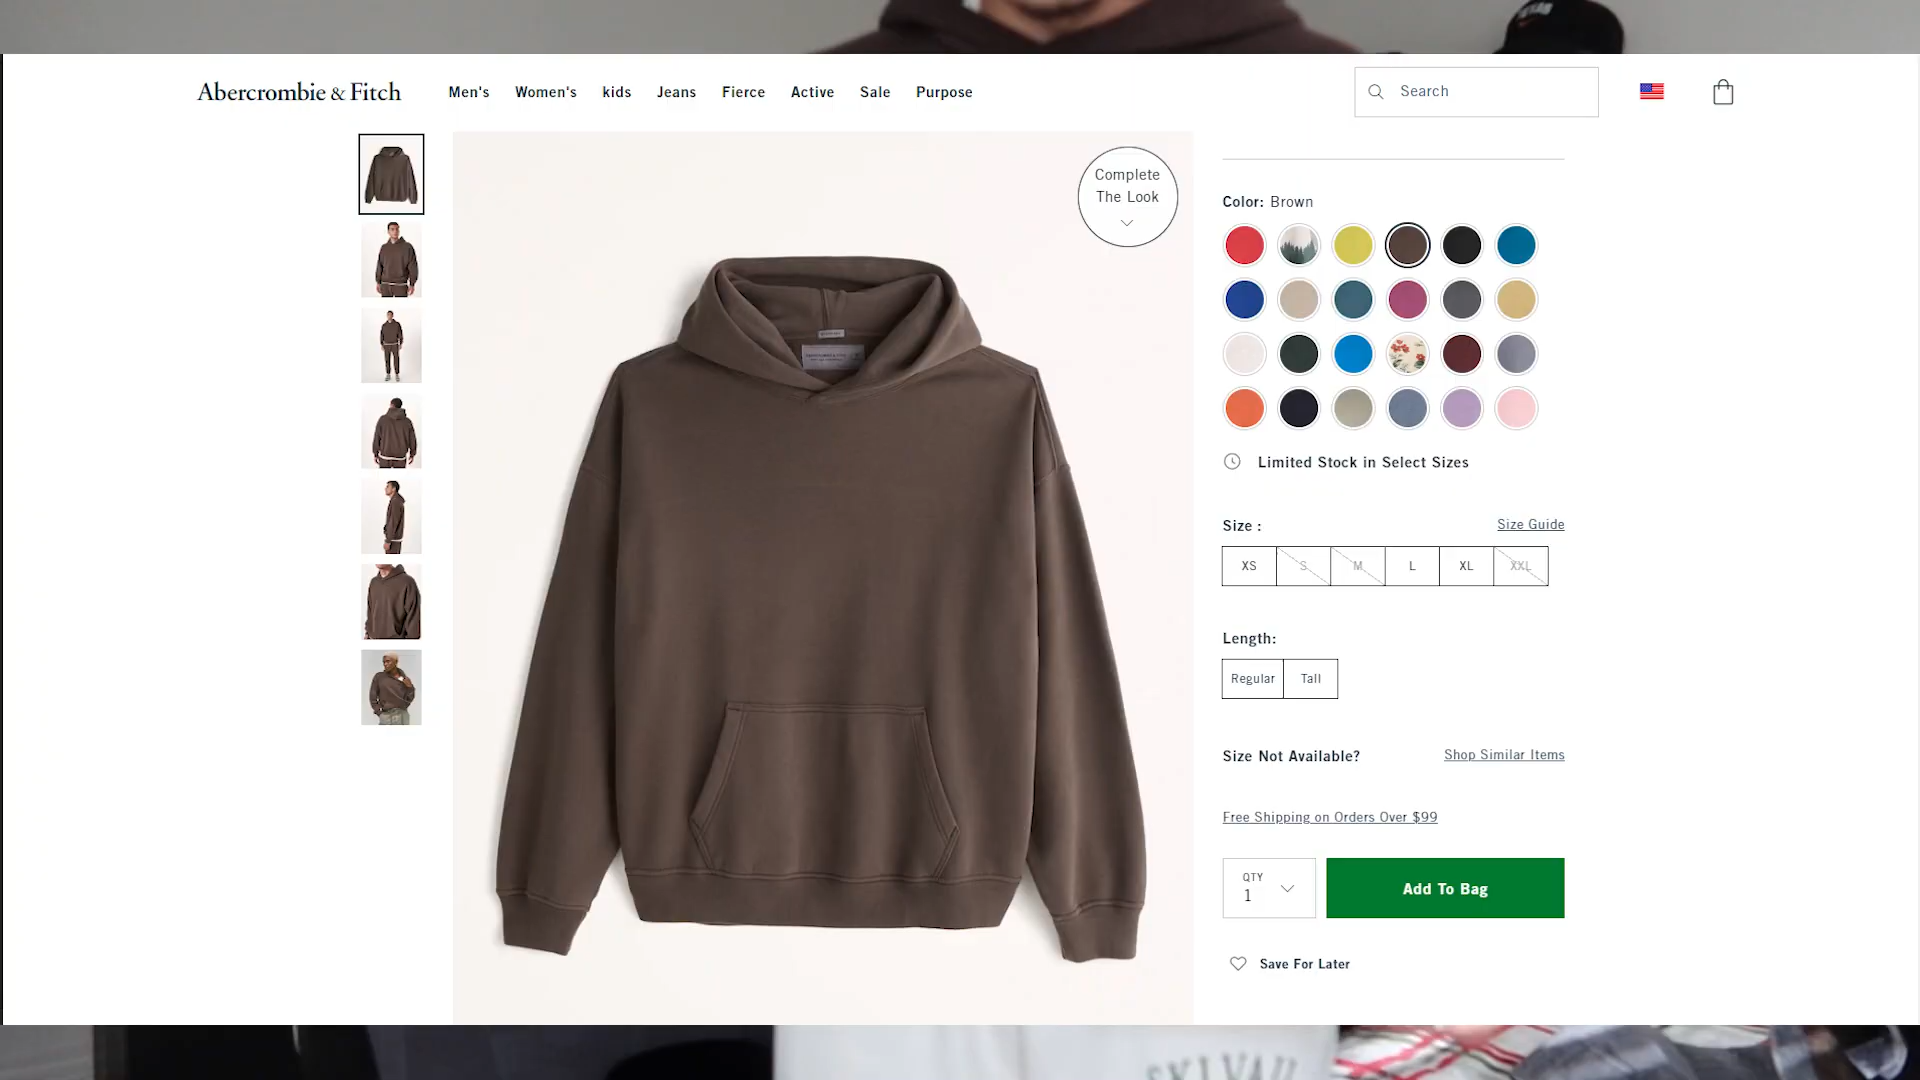 Abercrombie & Fitch
Men's
Women's
kids
Jeans
Fierce
Active
Sale
Purpose
Search
Complete
The Look
Color: Brown
Limited Stock in Select Sizes
Size :
Size Guide
XS
S
M
L
XL
XXL
Length:
Regular
Tall
Size Not Available?
Shop Similar Items
Free Shipping on Orders Over $99
QTY
1
Add To Bag
Save For Later